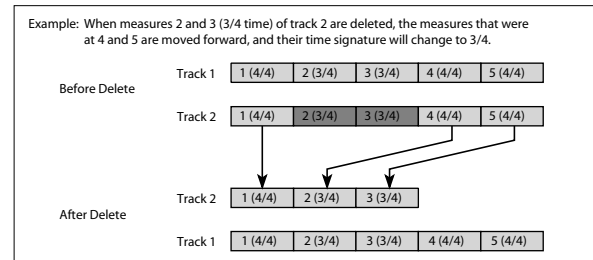 Example: When measures 2 and 3 (3/4 time) of track 2 are deleted, the measures that were
at 4 and 5 are moved forward, and their time signature will change to 3/4.
Track 1 1 (4/4) 2 (3/4) 3 (3/4) 4 (4/4) 5 (4/4)
Before Delete
Track 2 1 (4/4) 2 (3/4) 3 (3/4) 4 (4/4) 5 (4/4)
Track 2 1 (4/4) 2 (3/4) 3 (3/4)
After Delete
Track 1 1 (4/4) 2 (3/4) 3 (3/4) 4 (4/4) 5 (4/4)